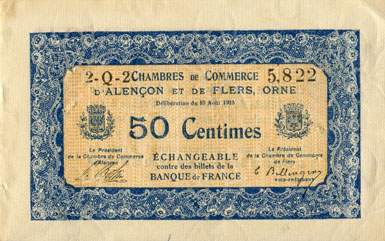 2-Q-2 CHAMBRES DE COMMERCE 5,822
D'ALENÇON ET DE FLERS, ORNE
Délibération du 10 Août 1915
50 Centimes
Le Président
de la Chambre de Commerce
d'Alençon
Le Président
de la Chambre de Commerce
de Flers
ÉCHANGEABLE
contre des billets de la
BANQUE DE FRANCE